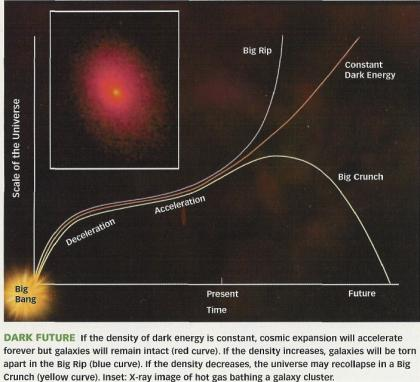 Big Rip
Constant
Dark Energy
Scale of the Universe
Big Crunch
Acceleration
Deceleration
Big
Bang
Present
Future
Time
DARK FUTURE If the density of dark energy is constant, cosmic expansion will accelerate
forever but galaxies will remain intact (red curve). If the density increases, galaxies will be torn
apart in the Big Rip (blue curve). If the density decreases, the universe may recollapse in a Big
Crunch (yellow curve). Inset: X-ray image of hot gas bathing a galaxy cluster.